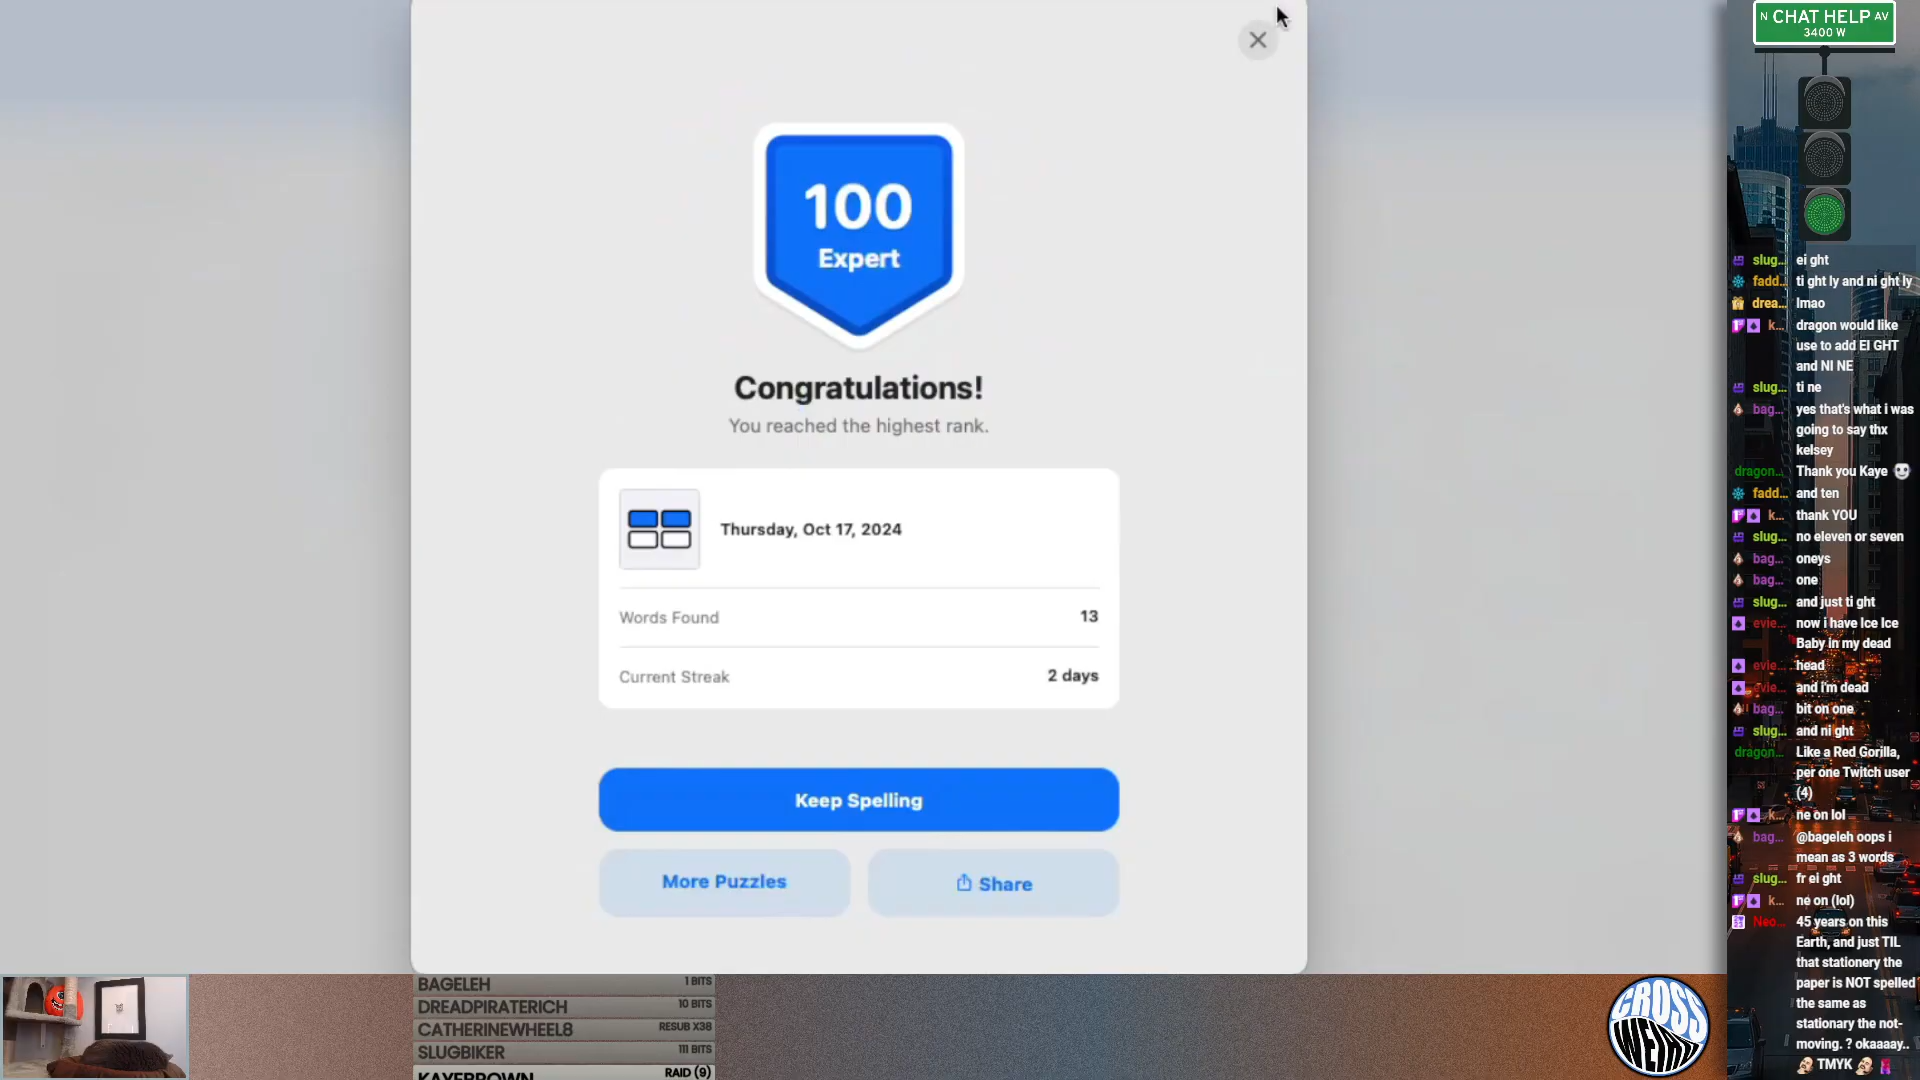 100
Expert
Congratulations!
You reached the highest rank.
Thursday, Oct 17, 2024
Words Found 13
Current Streak 2 days
Keep Spelling
More Puzzles
Share
N CHAT HELP AV
3400 W
slug... ei ght
fadd... ti ght ly and ni ght ly
drea... lmao
k... dragon would like
use to add EI GHT
and NI NE
slug... ti ne
bag... yes that's what i was
going to say thx
kelsey
dragon... Thank you Kaye
fadd... and ten
k... thank YOU
slug... no eleven or seven
bag... oneys
bag... one
slug... and just ti ght
evie... now i have Ice Ice
Baby in my dead
evie... head
evie... and i'm dead
bag... bit on one
slug... and ni ght
dragon... Like a Red Gorilla,
per one Twitch user
(4)
k... ne on lol
bag... @bageleh oops i
mean as 3 words
slug... fr ei ght
k... ne on (lol)
Neo... 45 years on this
Earth, and just TIL
that stationery the
paper is NOT spelled
the same as
stationary the not-
moving. ? okaaaay..
TMYK
BAGELEH 1 BITS
DREADPIRATERICH 10 BITS
CATHERINEWHEEL8 RESUB X38
SLUGBIKER 111 BITS
KAYEBROWN RAID (9)
CROSS
WEIRD